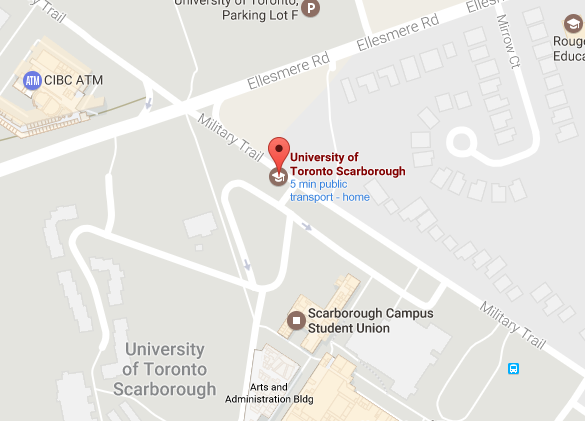 University of Toronto,
Parking Lot F
P
Ellesmere
y Trail
Ellesmere Rd
Mirrow Ct
Rouge
Educa
ATM CIBC ATM
Ellesmere Rd
Military Trail
University of
Toronto Scarborough
5 min public
transport - home
Military Trail
Scarborough Campus
Student Union
University
of Toronto
Scarborough
Arts and
Administration Bldg